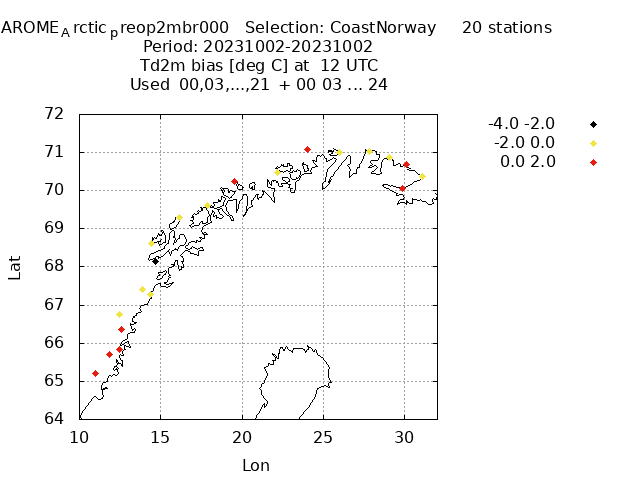 AROME_Arctic_preop2mbr000 Selection: CoastNorway 20 stations
Period: 20231002-20231002
Td2m bias [deg C] at 12 UTC
Used 00,03,...,21 + 00 03 ... 24
-4.0 -2.0
-2.0 0.0
0.0 2.0
72
71
70
69
68
67
66
65
64
Lat
10 15 20 25 30
Lon